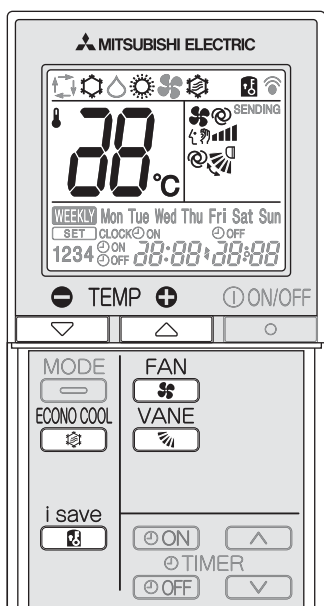 MITSUBISHI ELECTRIC
SENDING
88°C
WEEKLY Mon Tue Wed Thu Fri Sat Sun
SET CLOCK ON OFF
1234 ON OFF 88:88 88:88
TEMP ON/OFF
MODE FAN
ECONO COOL VANE
i save
ON
TIMER
OFF